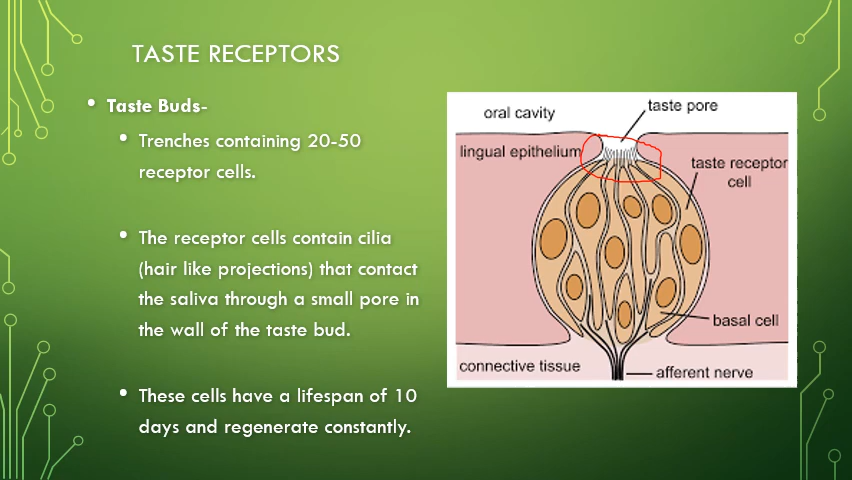 TASTE RECEPTORS
• Taste Buds-
• Trenches containing 20-50
receptor cells.
• The receptor cells contain cilia
(hair like projections) that contact
the saliva through a small pore in
the wall of the taste bud.
• These cells have a lifespan of 10
days and regenerate constantly.
oral cavity
taste pore
lingual epithelium
taste receptor
cell
basal cell
connective tissue
afferent nerve